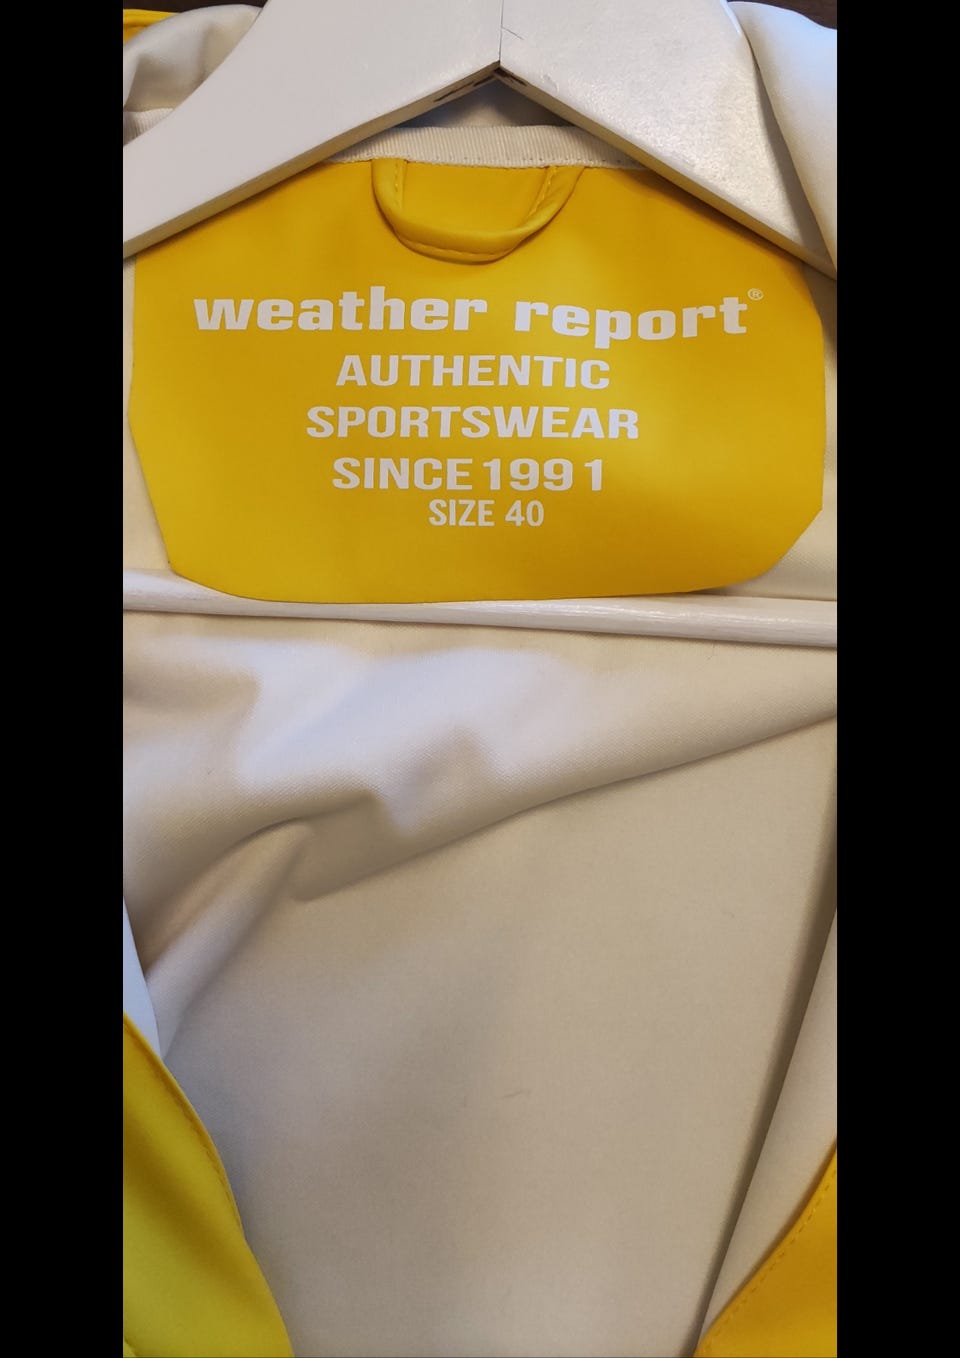 weather report®
AUTHENTIC
SPORTSWEAR
SINCE 1991
SIZE 40